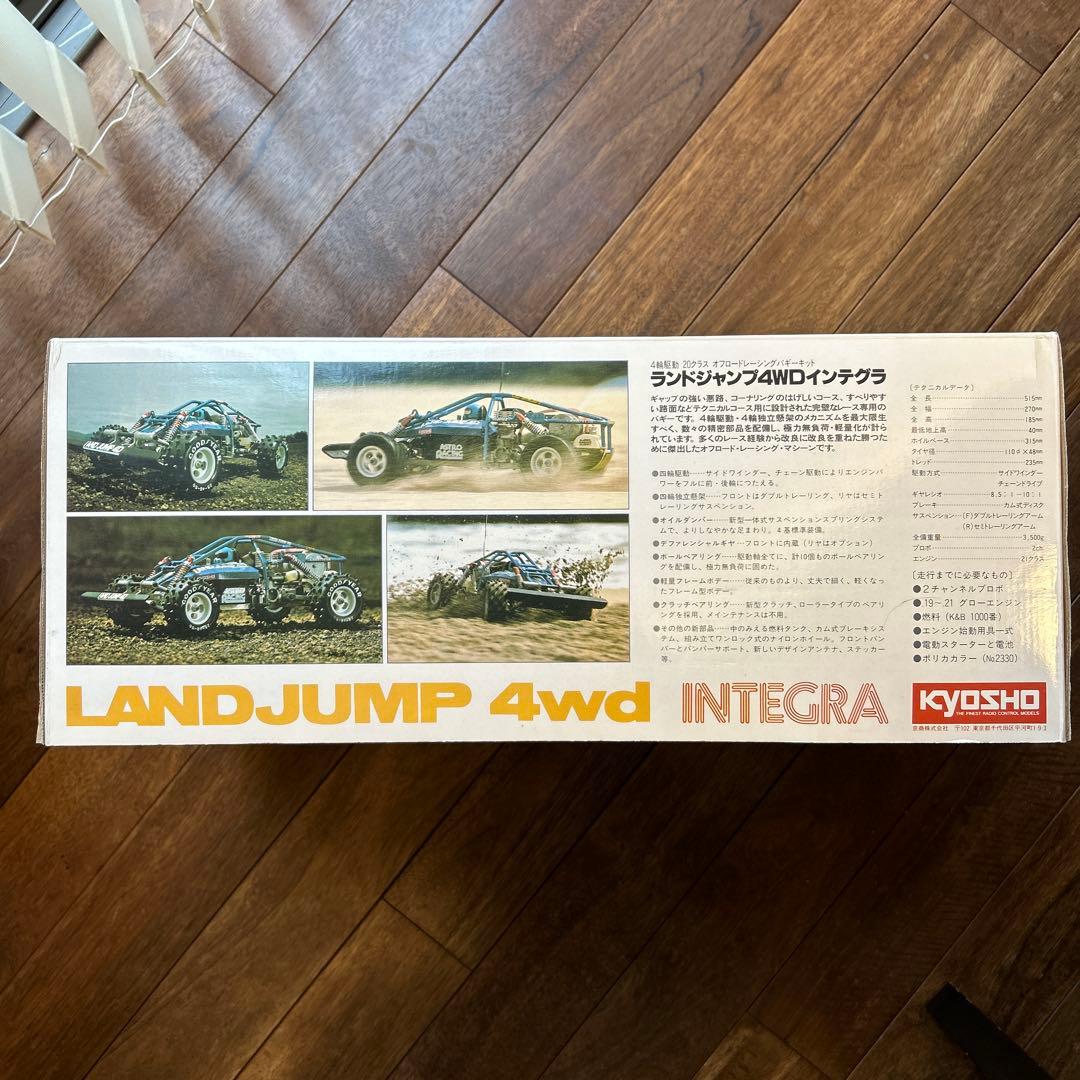 4輪駆動 20クラス オフロードレーシングバギーキット
ランドジャンプ4WDインテグラ
ギャップの強い悪路、コーナリングのはげしいコース、すべりやす
い路面などテクニカルコース用に設計された完璧なレース専用の
バギーです。4輪駆動・4輪独立懸架のメカニズムを最大限生
すべく、数々の精密部品を配備し、極力無負荷・軽量化が計ら
れています。多くのレース経験から改良に改良を重ねた勝つた
めに傑出したオフロード・レーシング・マシーンです。
●四輪駆動……サイドワインダー、チェーン駆動によりエンジンパ
ワーをフルに前・後輪につたえる。
●四輪独立懸架……フロントはダブルトレーリング、リヤはセミト
レーリングサスペンション。
●オイルダンパー……新型一体式サスペンションスプリングシステ
ムで、よりしなやかな足まわり。4基標準装備。
●デファレンシャルギヤ…フロントに内蔵（リヤはオプション）
●ボールベアリング……駆動軸全てに、計10個ものボールベアリン
グを配備し、極力無負荷に固めた。
●軽量フレームボデー……従来のものより、丈夫で細く、軽くなっ
たフレーム型ボデー。
●クラッチベアリング……新型クラッチ、ローラータイプのベアリ
ングを採用、メインテナンスは不用。
●その他の新部品……中のみえる燃料タンク、カム式ブレーキシス
テム、組み立てワンロック式のナイロンホイール。フロントバン
パーとバンパーサポート、新しいデザインアンテナ、ステッカー
等。
〔テクニカルデータ〕
全長 515mm
全幅 270mm
全高 185mm
最低地上高 40mm
ホイルベース 315mm
タイヤ径 110φ×48mm
トレッド 235mm
駆動方式 サイドワインダー
チェーンドライブ
ギヤレシオ 8.5：1－10：1
ブレーキ カム式ディスク
サスペンション…(F)ダブルトレーリングアーム
(R)セミトレーリングアーム
全備重量 3,500g
プロポ 2ch
エンジン 21クラス
〔走行までに必要なもの〕
●2チャンネルプロポ
●.19～.21 グローエンジン
●燃料（K&B 1000番）
●エンジン始動用具一式
●電動スターターと電池
●ポリカカラー（No2330）
LANDJUMP 4wd INTEGRA
KYOSHO
THE FINEST RADIO CONTROL MODELS
京商株式会社 〒102 東京都千代田区平河町1-9-3
LANDJUMP 4D
GOODYEAR
ASTRO
RACING
KYOSHO
GOODYEAR
GOODYEAR